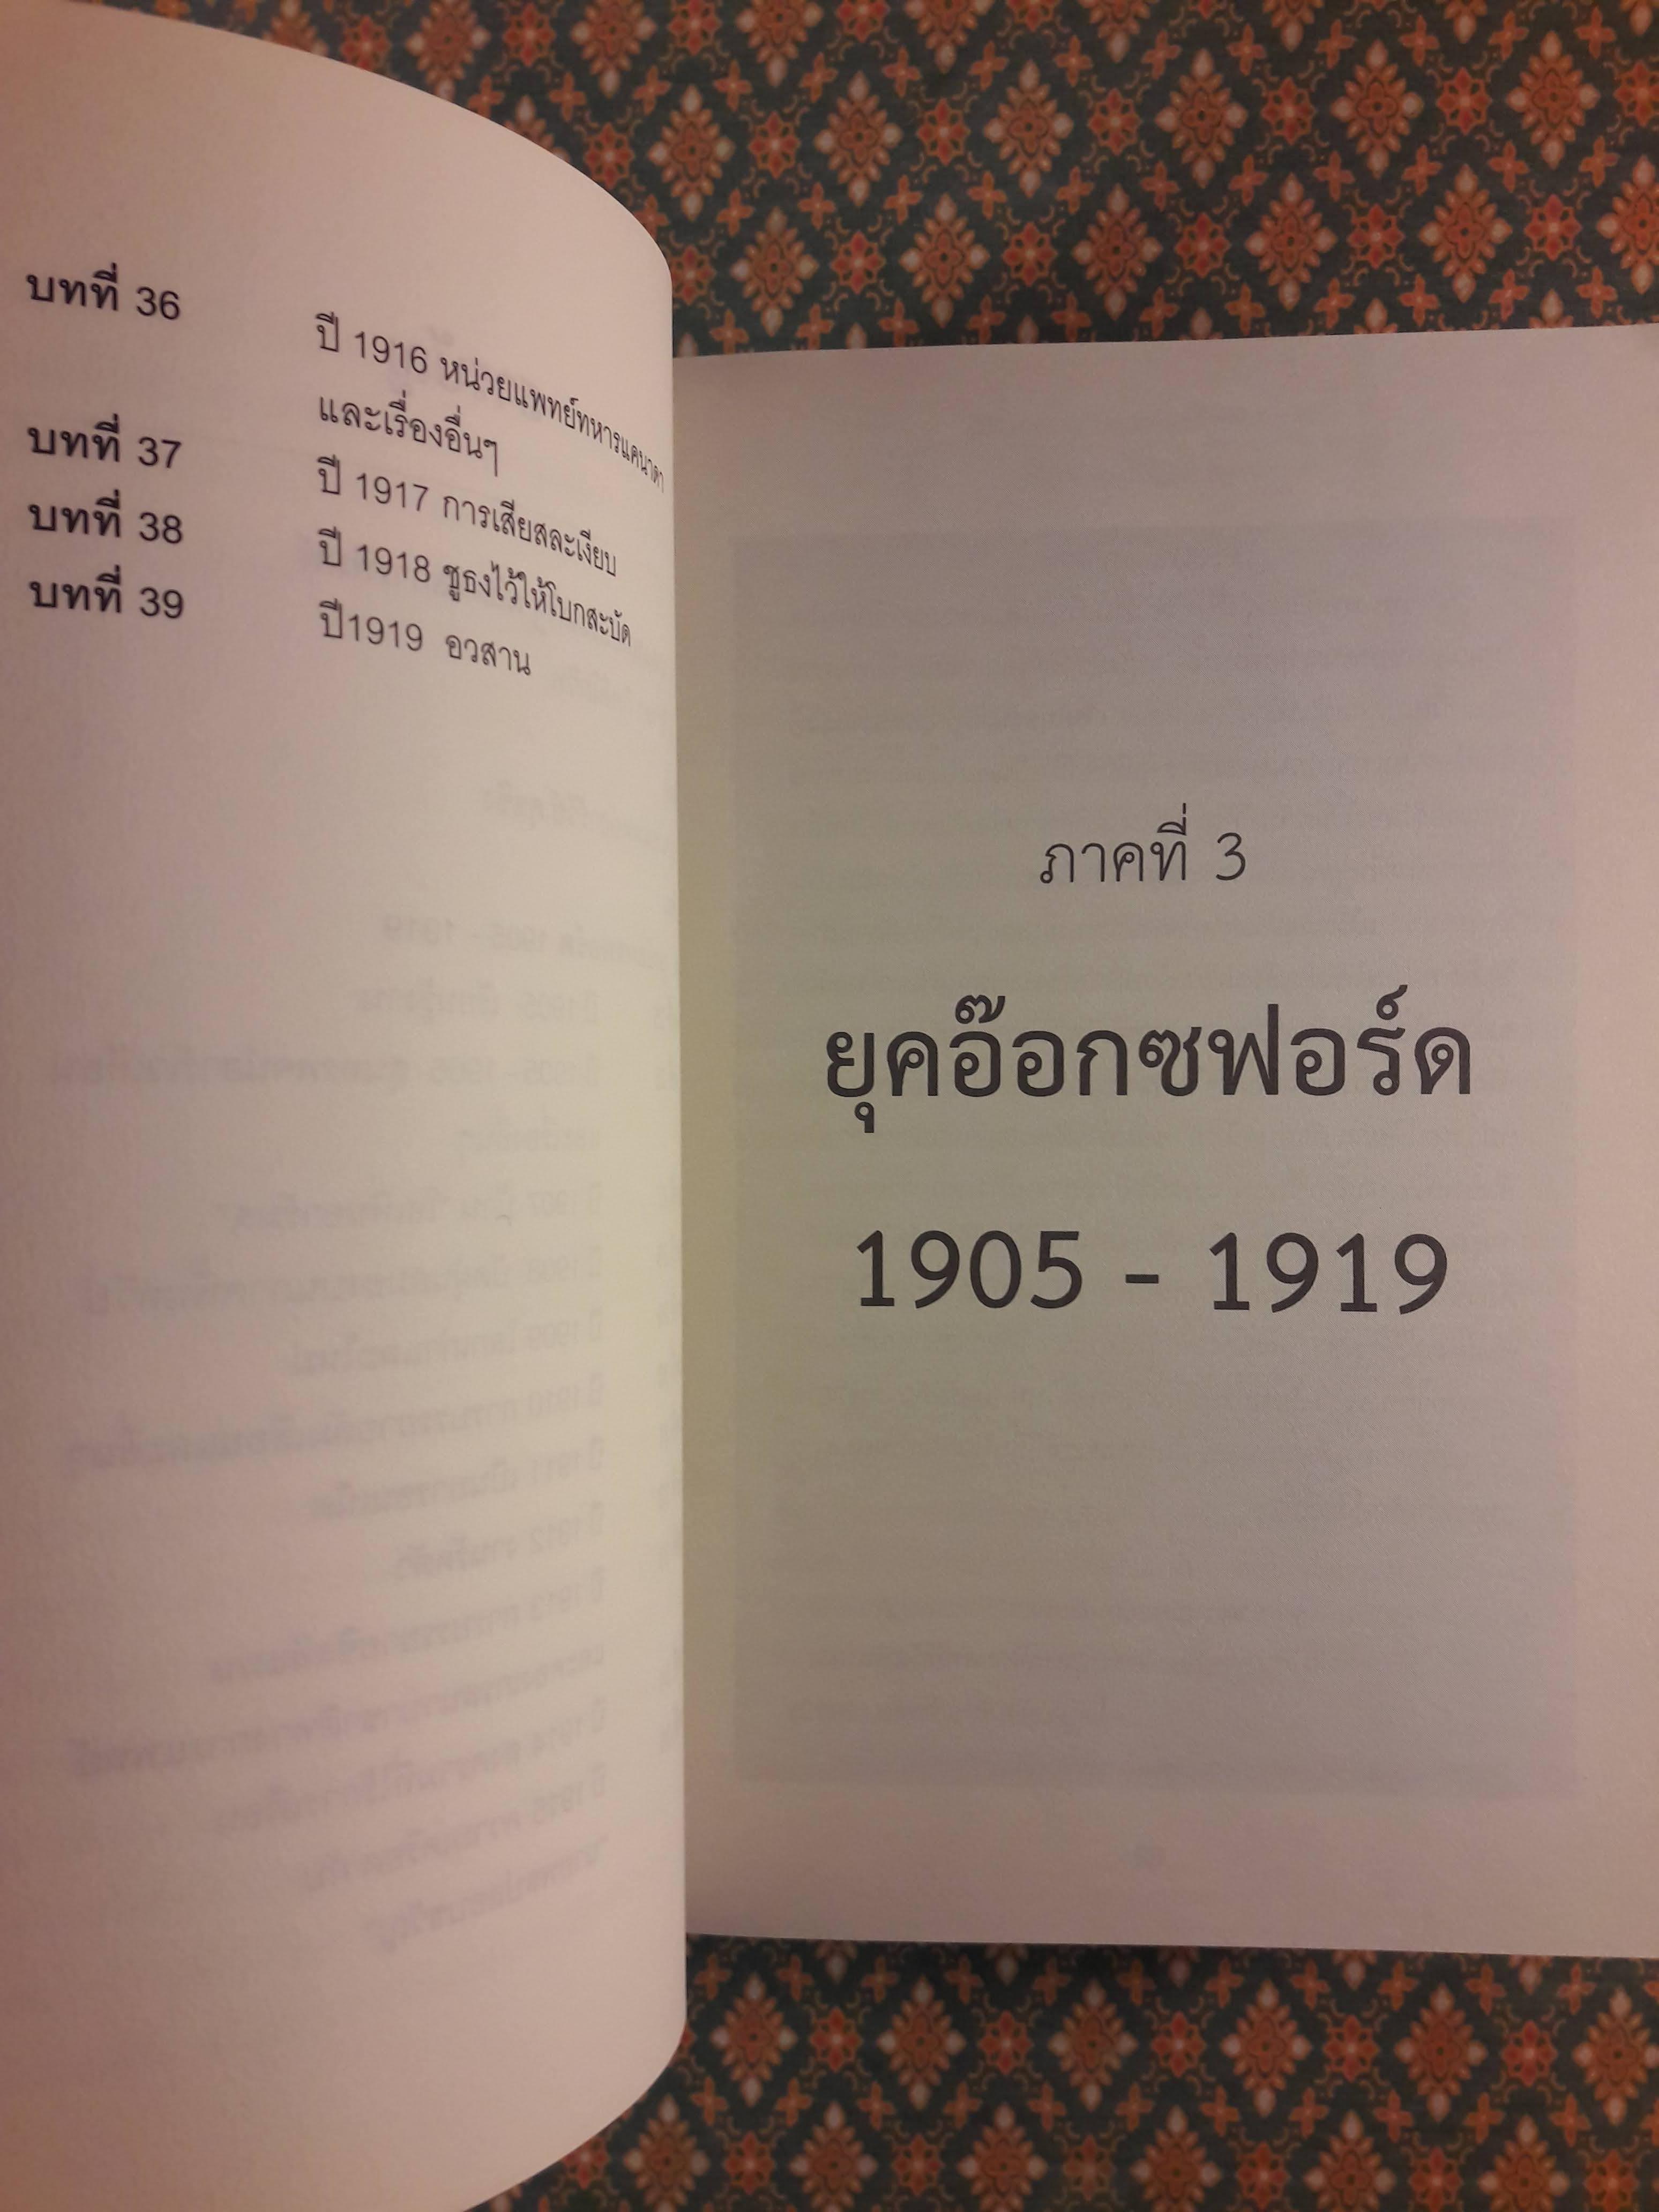 บทที่ 36 ปี 1916 หน่วยแพทย์ทหารแคนาดา
และเรื่องอื่นๆ
บทที่ 37 ปี 1917 การเสียสละเงียบ
บทที่ 38 ปี 1918 ชูธงไว้ให้โบกสะบัด
บทที่ 39 ปี1919 อวสาน
ภาคที่ 3
ยุคอ๊อกซฟอร์ด
1905 - 1919